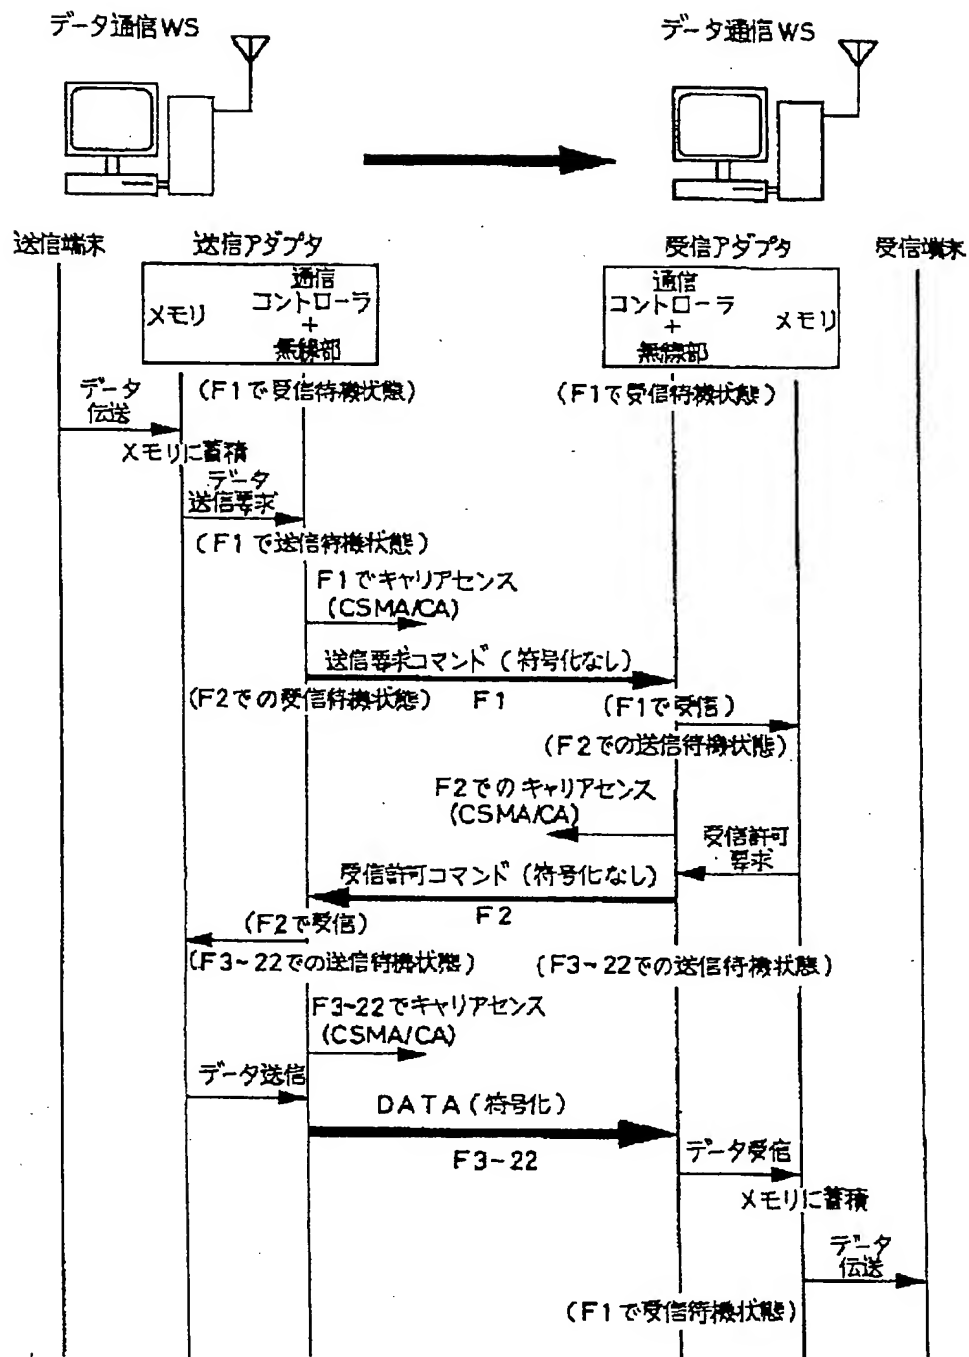 データ通信WS
データ通信WS
送信端末
送信アダプタ
受信アダプタ
受信端末
メモリ
通信
コントローラ
+
無線部
通信
コントローラ
+
無線部
メモリ
データ
伝送
(F1で受信待機状態)
(F1で受信待機状態)
メモリに蓄積
データ
送信要求
(F1で送信待機状態)
F1でキャリアセンス
(CSMA/CA)
送信要求コマンド(符号化なし)
(F2での受信待機状態)
F1
(F1で受信)
(F2での送信待機状態)
F2でのキャリアセンス
(CSMA/CA)
受信許可
要求
受信許可コマンド(符号化なし)
F2
(F2で受信)
(F3~22での送信待機状態)
(F3~22での送信待機状態)
F3~22でキャリアセンス
(CSMA/CA)
データ送信
DATA(符号化)
F3~22
データ受信
メモリに蓄積
データ
伝送
(F1で受信待機状態)